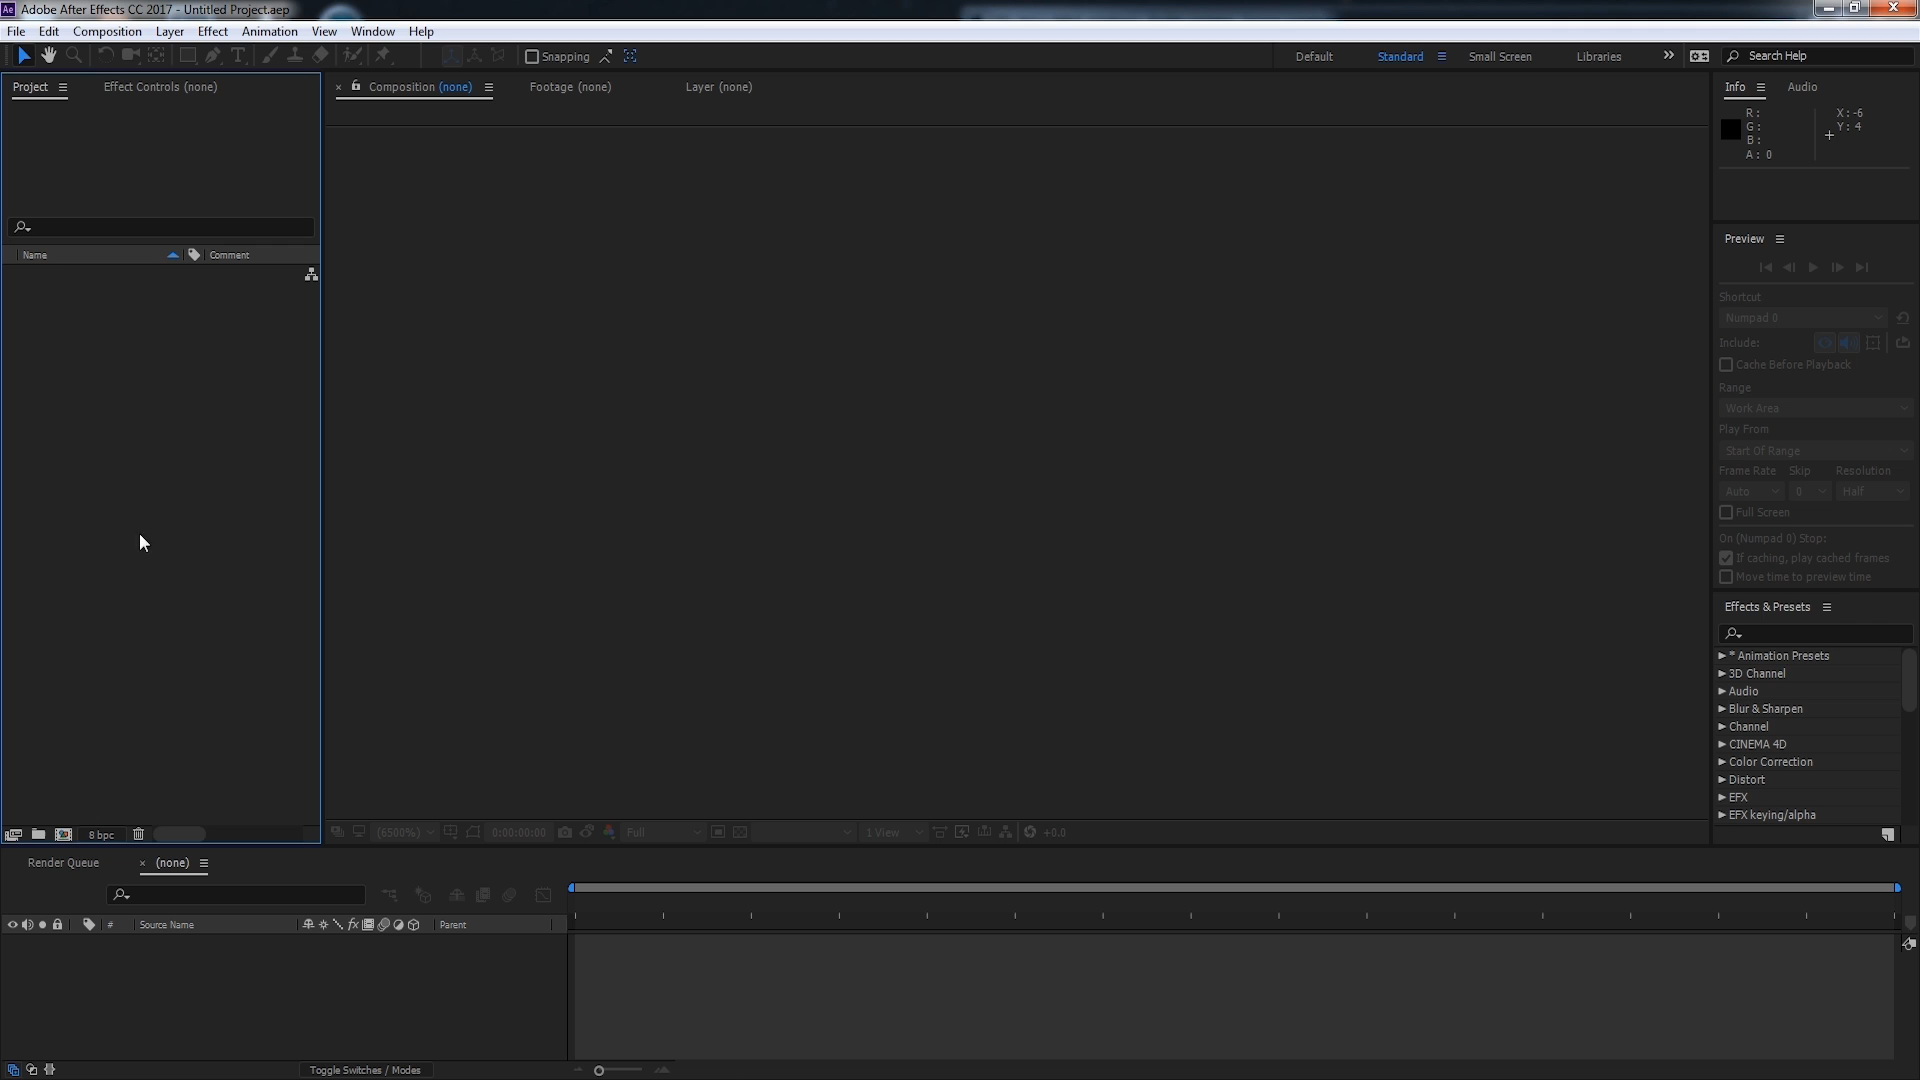 Ae Adobe After Effects CC 2017 - Untitled Project.aep
File Edit Composition Layer Effect Animation View Window Help
Snapping
Default Standard Small Screen Libraries Search Help
Project Effect Controls (none)
Composition (none) Footage (none) Layer (none)
Info Audio
R :
G :
B :
A : 0
X : -6
Y : 4
Name Comment
Preview
Shortcut
Numpad 0
Include:
Cache Before Playback
Range
Work Area
Play From
Start Of Range
Frame Rate Skip Resolution
Auto 0 Half
Full Screen
On (Numpad 0) Stop:
If caching, play cached frames
Move time to preview time
Effects & Presets
* Animation Presets
3D Channel
Audio
Blur & Sharpen
Channel
CINEMA 4D
Color Correction
Distort
EFX
EFX keying/alpha
8 bpc
(6500%) 0:00:00:00 Full 1 View +0.0
Render Queue (none)
# Source Name fx Parent
Toggle Switches / Modes